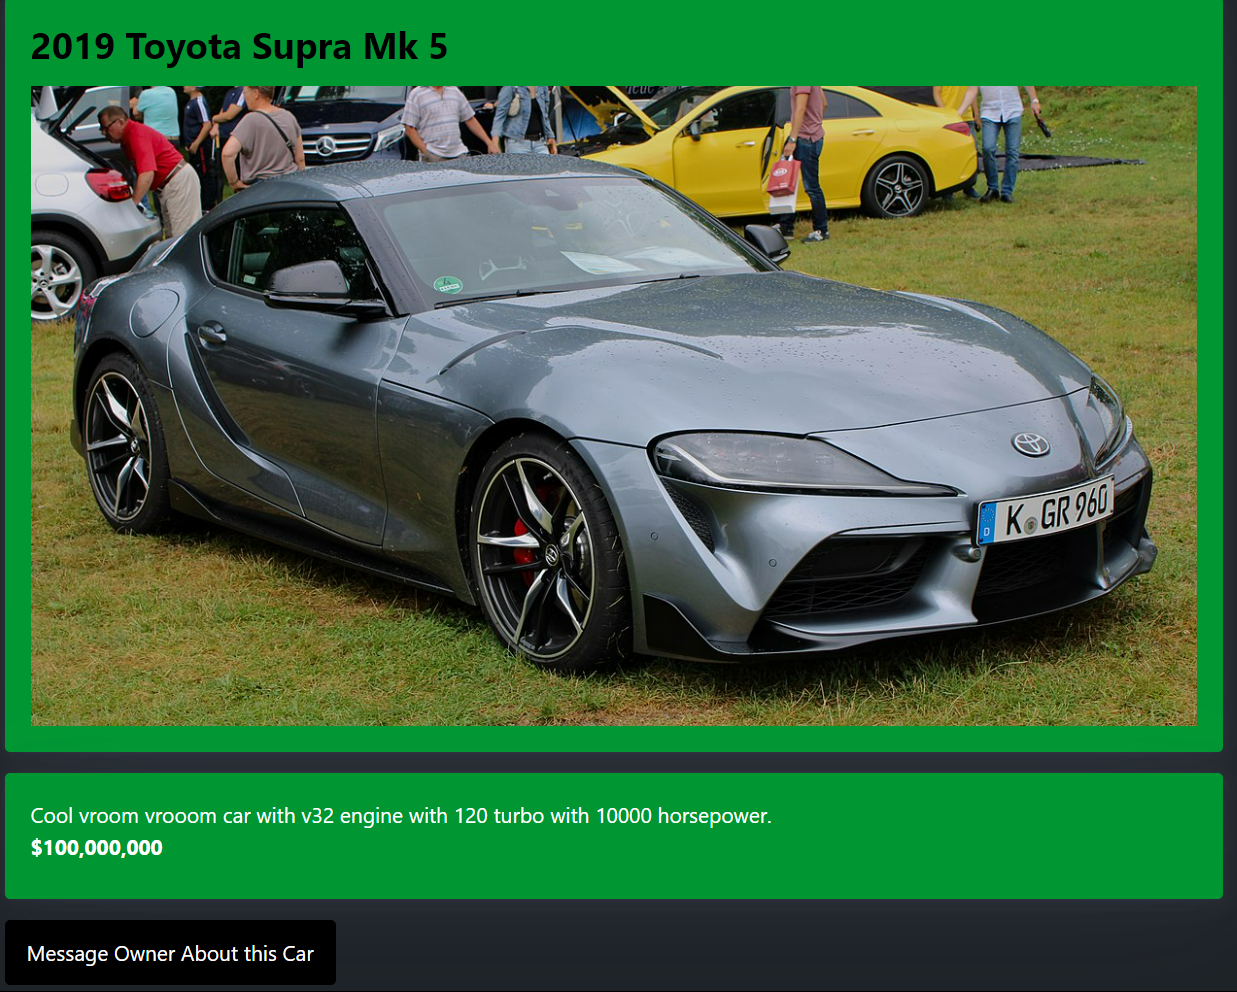 2019 Toyota Supra Mk 5
K GR 960
D
Cool vroom vrooom car with v32 engine with 120 turbo with 10000 horsepower.
$100,000,000
Message Owner About this Car